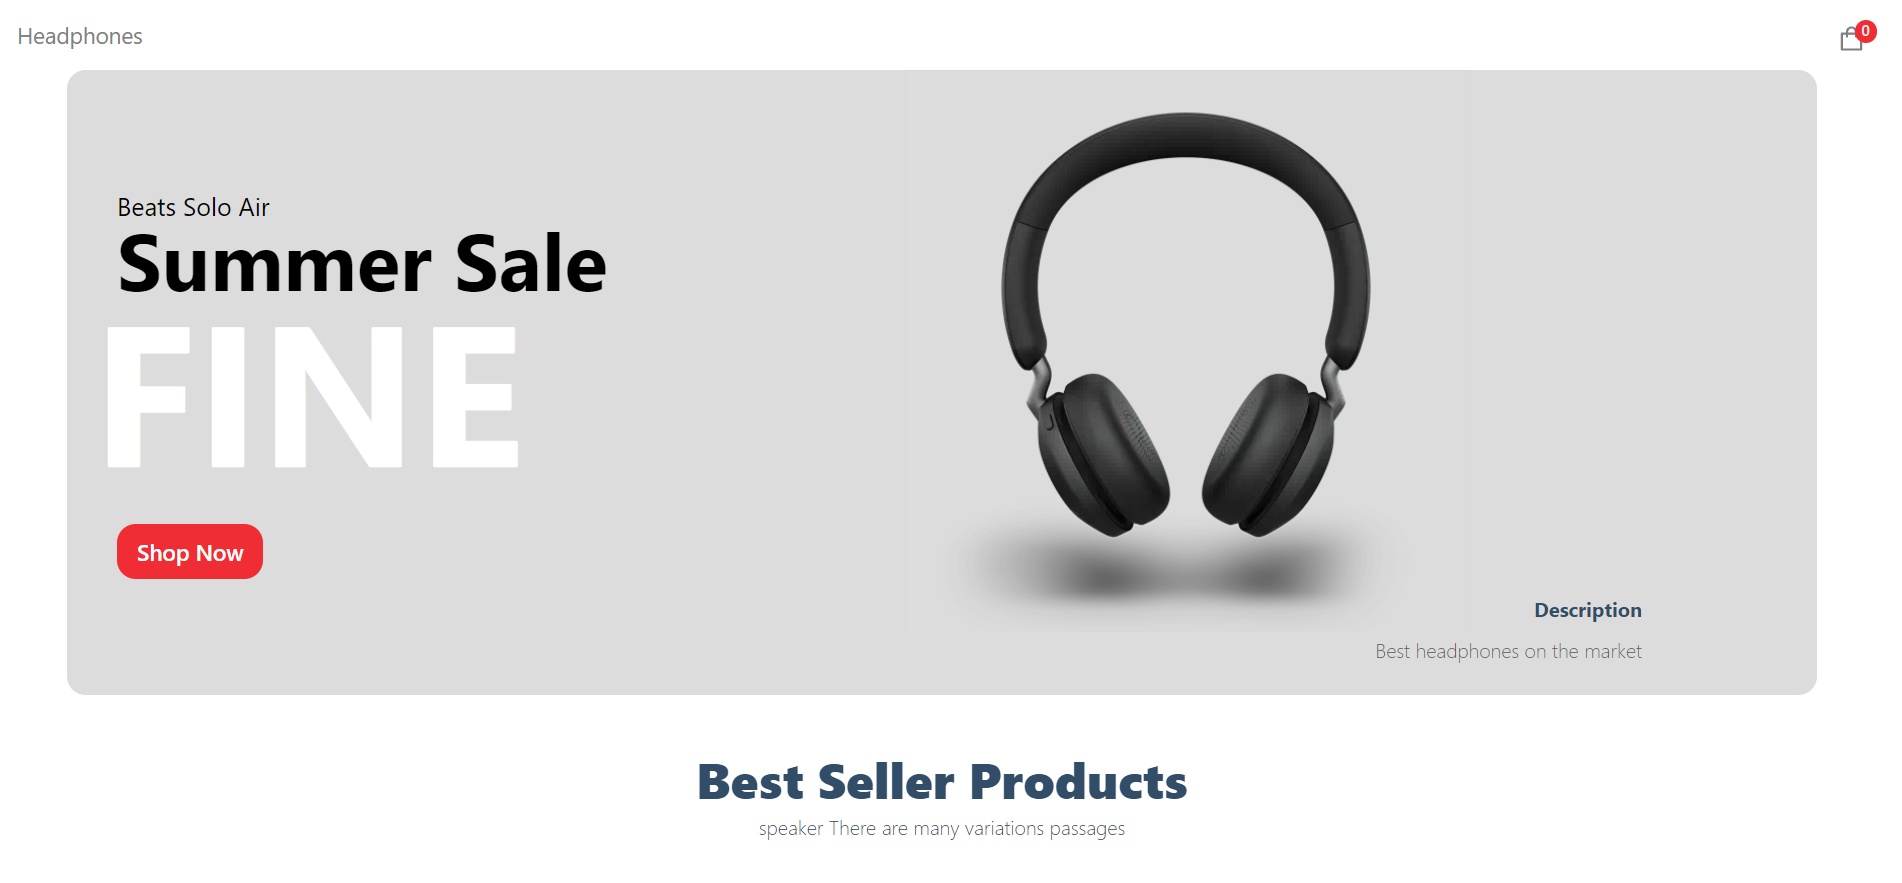 Headphones
0
Beats Solo Air
Summer Sale
FINE
Shop Now
Description
Best headphones on the market
Best Seller Products
speaker There are many variations passages